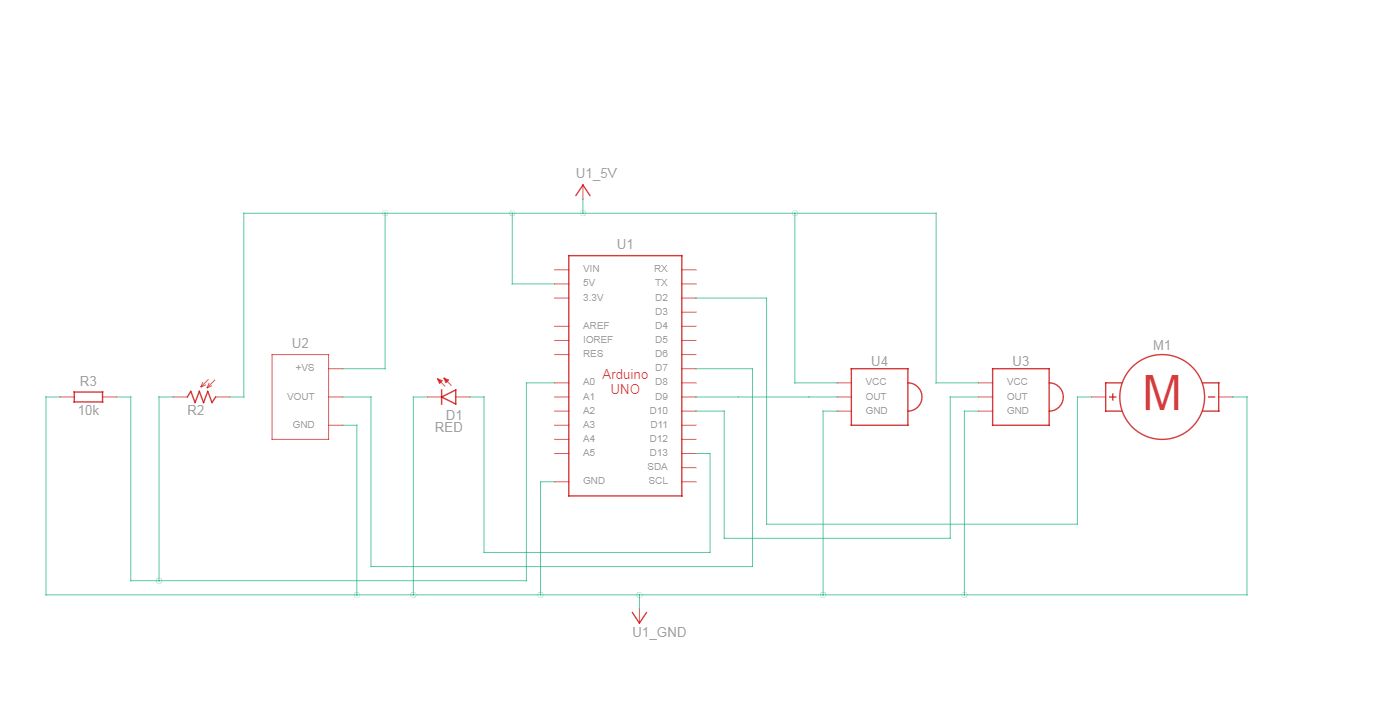 U1_5V
U1
VIN
RX
5V
TX
3.3V
D2
D3
AREF
D4
IOREF
D5
RES
D6
D7
A0
D8
A1
D9
A2
D10
A3
D11
A4
D12
A5
D13
SDA
GND
SCL
Arduino
UNO
U2
+VS
VOUT
GND
R3
10k
R2
D1
RED
U4
VCC
OUT
GND
U3
VCC
OUT
GND
M1
+
M
−
U1_GND